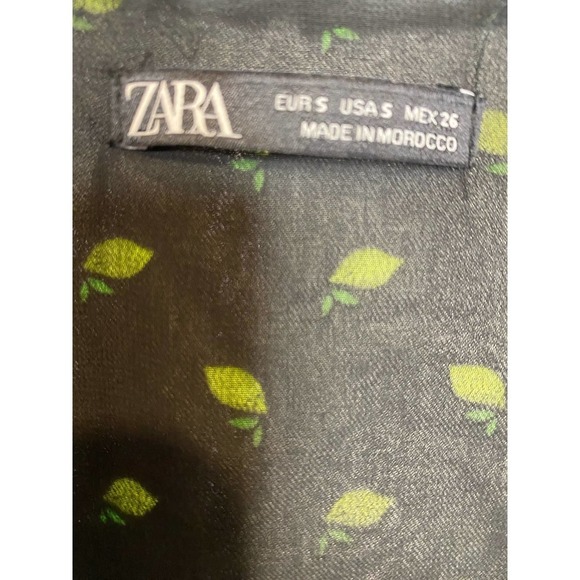 ZARA
EUR S USA S MEX 26
MADE IN MOROCCO